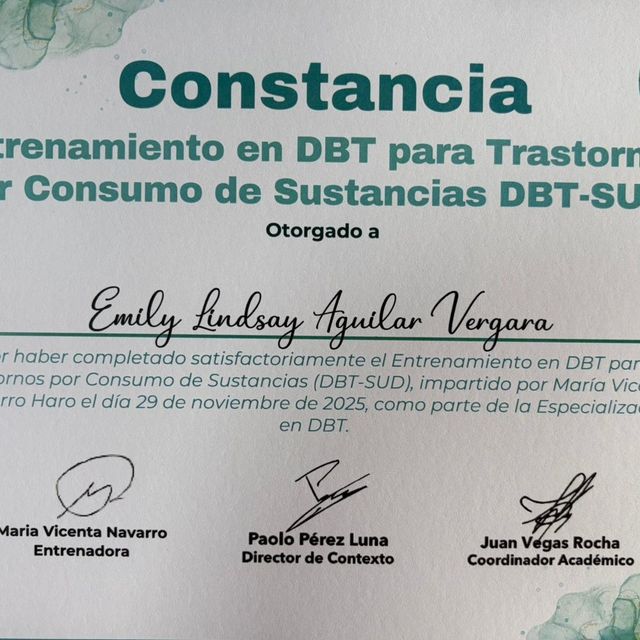 Constancia
trenamiento en DBT para Trastorn
r Consumo de Sustancias DBT-SU
Otorgado a
Emily Lindsay Aguilar Vergara
or haber completado satisfactoriamente el Entrenamiento en DBT par
ornos por Consumo de Sustancias (DBT-SUD), impartido por María Vice
rro Haro el día 29 de noviembre de 2025, como parte de la Especializa
en DBT.
Maria Vicenta Navarro
Entrenadora
Paolo Pérez Luna
Director de Contexto
Juan Vegas Rocha
Coordinador Académico